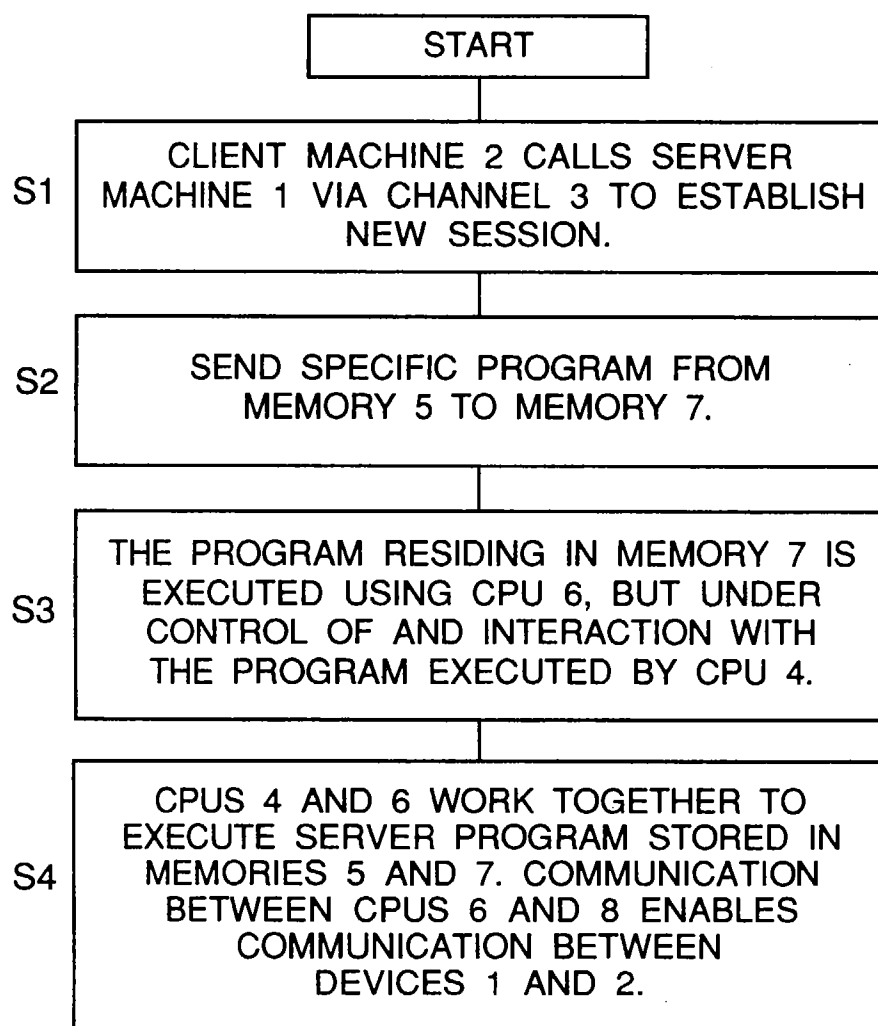 START
S1
CLIENT MACHINE 2 CALLS SERVER
MACHINE 1 VIA CHANNEL 3 TO ESTABLISH
NEW SESSION.
S2
SEND SPECIFIC PROGRAM FROM
MEMORY 5 TO MEMORY 7.
S3
THE PROGRAM RESIDING IN MEMORY 7 IS
EXECUTED USING CPU 6, BUT UNDER
CONTROL OF AND INTERACTION WITH
THE PROGRAM EXECUTED BY CPU 4.
S4
CPUS 4 AND 6 WORK TOGETHER TO
EXECUTE SERVER PROGRAM STORED IN
MEMORIES 5 AND 7. COMMUNICATION
BETWEEN CPUS 6 AND 8 ENABLES
COMMUNICATION BETWEEN
DEVICES 1 AND 2.